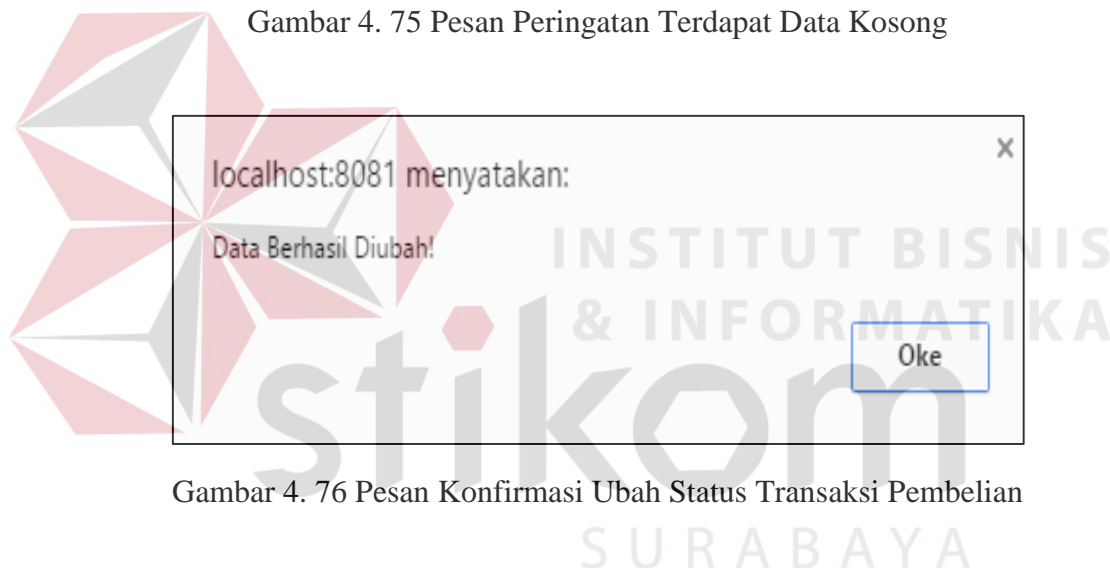 Gambar 4. 75 Pesan Peringatan Terdapat Data Kosong
localhost:8081 menyatakan:
x
Data Berhasil Diubah!
INSTITUT BISNIS
& INFORMATIKA
Oke
stikom
Gambar 4. 76 Pesan Konfirmasi Ubah Status Transaksi Pembelian
SURABAYA